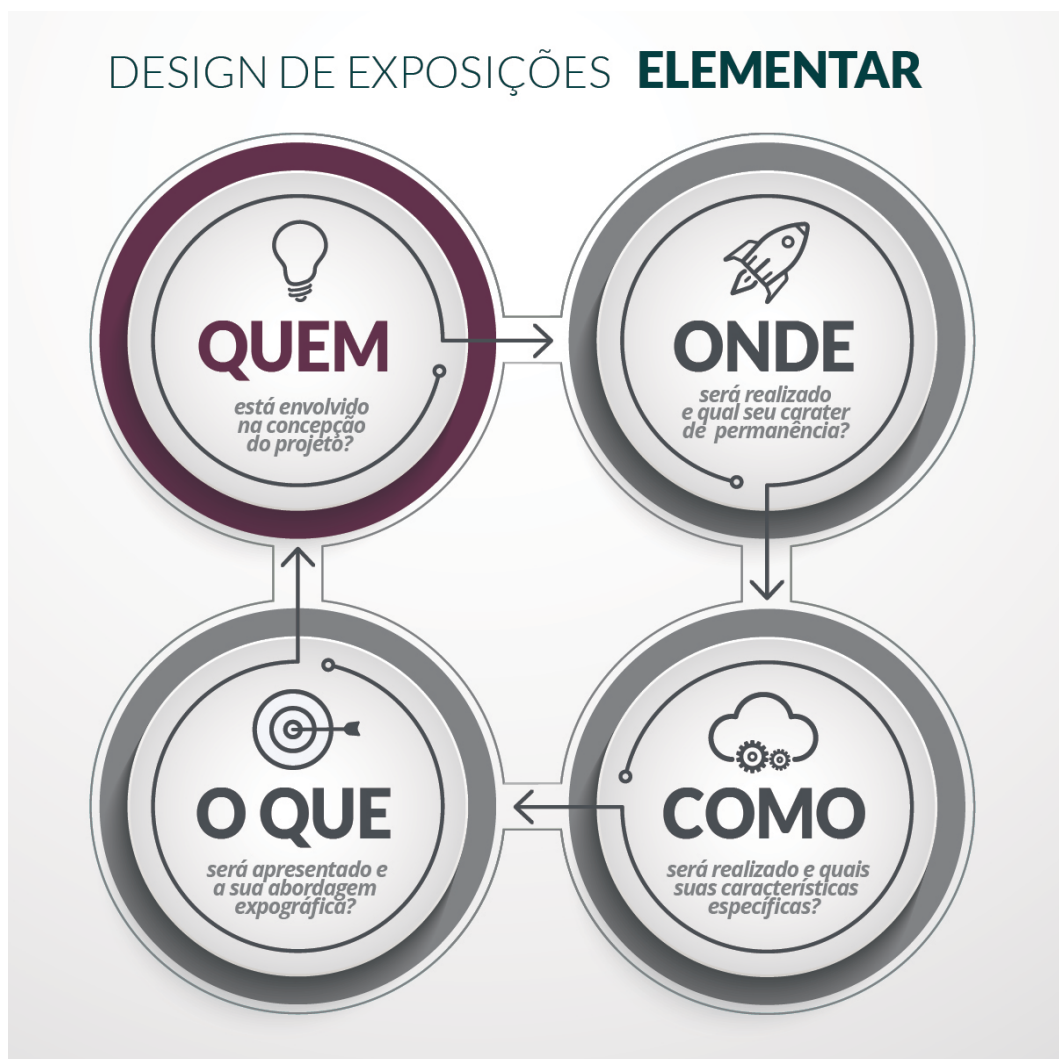 DESIGN DE EXPOSIÇÕES ELEMENTAR
QUEM
está envolvido
na concepção
do projeto?
ONDE
será realizado
e qual seu carater
de permanência?
O QUE
será apresentado e
a sua abordagem
expográfica?
COMO
será realizado e quais
suas características
específicas?